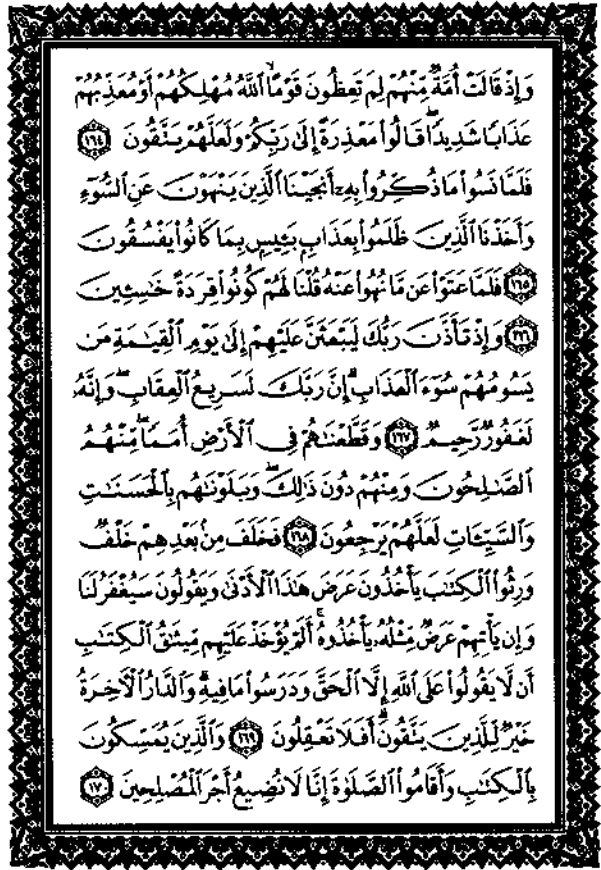 وَإِذْ قَالَتْ أُمَّةٌ مِّنْهُمْ لِمَ تَعِظُونَ قَوْمًا ۙ ٱللَّهُ مُهْلِكُهُمْ أَوْ مُعَذِّبُهُمْ
عَذَابًا شَدِيدًا ۖ قَالُوا۟ مَعْذِرَةً إِلَىٰ رَبِّكُمْ وَلَعَلَّهُمْ يَتَّقُونَ ١٦٤
فَلَمَّا نَسُوا۟ مَا ذُكِّرُوا۟ بِهِۦٓ أَنجَيْنَا ٱلَّذِينَ يَنْهَوْنَ عَنِ ٱلسُّوٓءِ
وَأَخَذْنَا ٱلَّذِينَ ظَلَمُوا۟ بِعَذَابٍۭ بَـِٔيسٍۭ بِمَا كَانُوا۟ يَفْسُقُونَ
١٦٥ فَلَمَّا عَتَوْا۟ عَن مَّا نُهُوا۟ عَنْهُ قُلْنَا لَهُمْ كُونُوا۟ قِرَدَةً خَـٰسِـِٔينَ
١٦٦ وَإِذْ تَأَذَّنَ رَبُّكَ لَيَبْعَثَنَّ عَلَيْهِمْ إِلَىٰ يَوْمِ ٱلْقِيَـٰمَةِ مَن
يَسُومُهُمْ سُوٓءَ ٱلْعَذَابِ ۗ إِنَّ رَبَّكَ لَسَرِيعُ ٱلْعِقَابِ ۖ وَإِنَّهُۥ
لَغَفُورٌ رَّحِيمٌ ١٦٧ وَقَطَّعْنَـٰهُمْ فِى ٱلْأَرْضِ أُمَمًا ۖ مِّنْهُمُ
ٱلصَّـٰلِحُونَ وَمِنْهُمْ دُونَ ذَٰلِكَ ۖ وَبَلَوْنَـٰهُم بِٱلْحَسَنَـٰتِ
وَٱلسَّيِّـَٔاتِ لَعَلَّهُمْ يَرْجِعُونَ ١٦٨ فَخَلَفَ مِنۢ بَعْدِهِمْ خَلْفٌ
وَرِثُوا۟ ٱلْكِتَـٰبَ يَأْخُذُونَ عَرَضَ هَـٰذَا ٱلْأَدْنَىٰ وَيَقُولُونَ سَيُغْفَرُ لَنَا
وَإِن يَأْتِهِمْ عَرَضٌ مِّثْلُهُۥ يَأْخُذُوهُ ۚ أَلَمْ يُؤْخَذْ عَلَيْهِم مِّيثَـٰقُ ٱلْكِتَـٰبِ
أَن لَّا يَقُولُوا۟ عَلَى ٱللَّهِ إِلَّا ٱلْحَقَّ وَدَرَسُوا۟ مَا فِيهِ ۗ وَٱلدَّارُ ٱلْـَٔاخِرَةُ
خَيْرٌ لِّلَّذِينَ يَتَّقُونَ ۗ أَفَلَا تَعْقِلُونَ ١٦٩ وَٱلَّذِينَ يُمَسِّكُونَ
بِٱلْكِتَـٰبِ وَأَقَامُوا۟ ٱلصَّلَوٰةَ إِنَّا لَا نُضِيعُ أَجْرَ ٱلْمُصْلِحِينَ ١٧٠